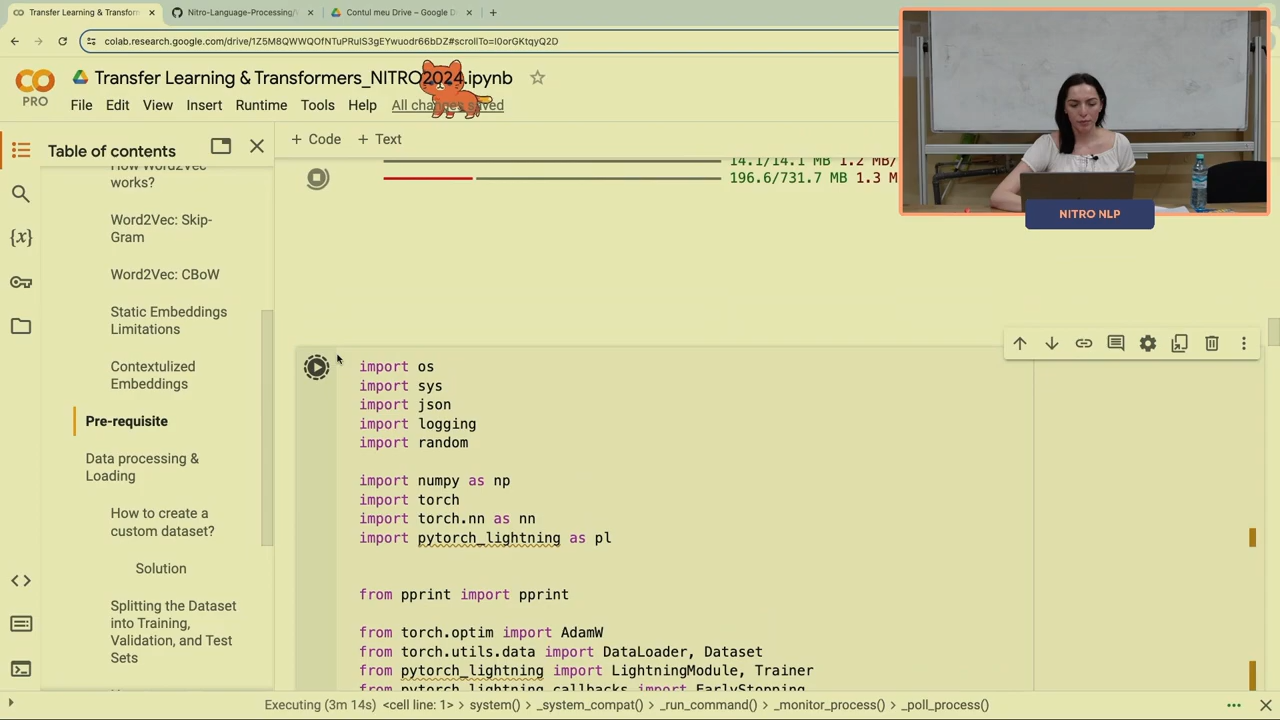 Transfer Learning & Transform
Nitro-Language-Processing/
Contul meu Drive – Google D
colab.research.google.com/drive/1Z5M8QWWQOfNTuPRulS3gEYwuodr66bDZ#scrollTo=I0orGKtqyQ2D
Transfer Learning & Transformers_NITRO2024.ipynb
PRO
File Edit View Insert Runtime Tools Help All changes saved
Table of contents
+ Code + Text
How Word2Vec
works?
Word2Vec: Skip-
Gram
Word2Vec: CBoW
Static Embeddings
Limitations
Contextulized
Embeddings
Pre-requisite
Data processing &
Loading
How to create a
custom dataset?
Solution
Splitting the Dataset
into Training,
Validation, and Test
Sets
14.1/14.1 MB 1.2 MB/
196.6/731.7 MB 1.3 M
NITRO NLP
import os
import sys
import json
import logging
import random
import numpy as np
import torch
import torch.nn as nn
import pytorch_lightning as pl
from pprint import pprint
from torch.optim import AdamW
from torch.utils.data import DataLoader, Dataset
from pytorch_lightning import LightningModule, Trainer
from pytorch_lightning.callbacks import EarlyStopping
Executing (3m 14s) <cell line: 1> > system() > _system_compat() > _run_command() > _monitor_process() > _poll_process()